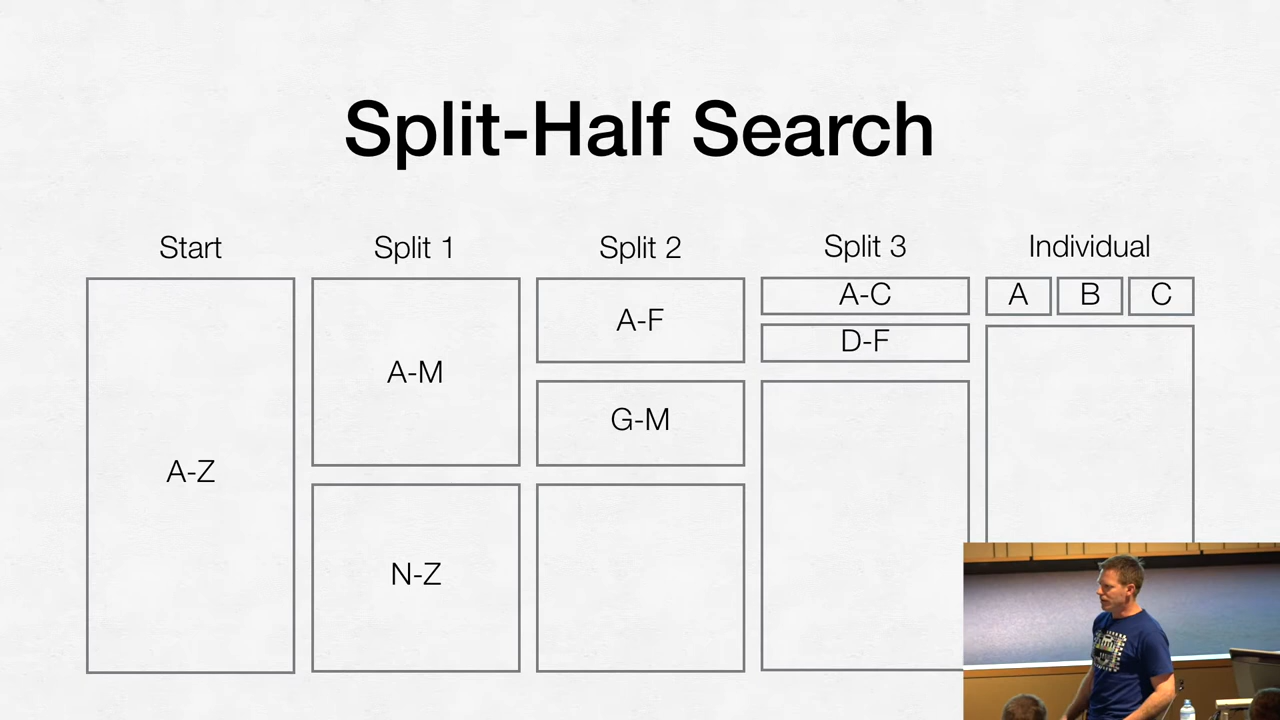 Split-Half Search
Start
Split 1
Split 2
Split 3
Individual
A-Z
A-M
N-Z
A-F
G-M
A-C
D-F
A
B
C